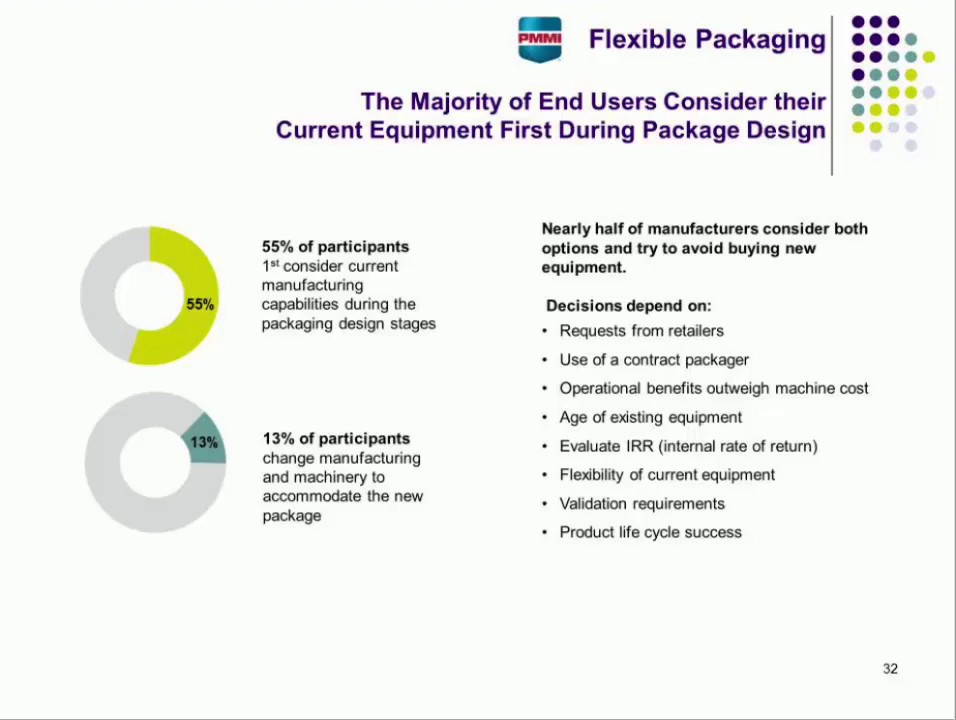 PMMI
Flexible Packaging
The Majority of End Users Consider their
Current Equipment First During Package Design
55%
55% of participants
1st consider current
manufacturing
capabilities during the
packaging design stages
13%
13% of participants
change manufacturing
and machinery to
accommodate the new
package
Nearly half of manufacturers consider both
options and try to avoid buying new
equipment.
Decisions depend on:
• Requests from retailers
• Use of a contract packager
• Operational benefits outweigh machine cost
• Age of existing equipment
• Evaluate IRR (internal rate of return)
• Flexibility of current equipment
• Validation requirements
• Product life cycle success
32